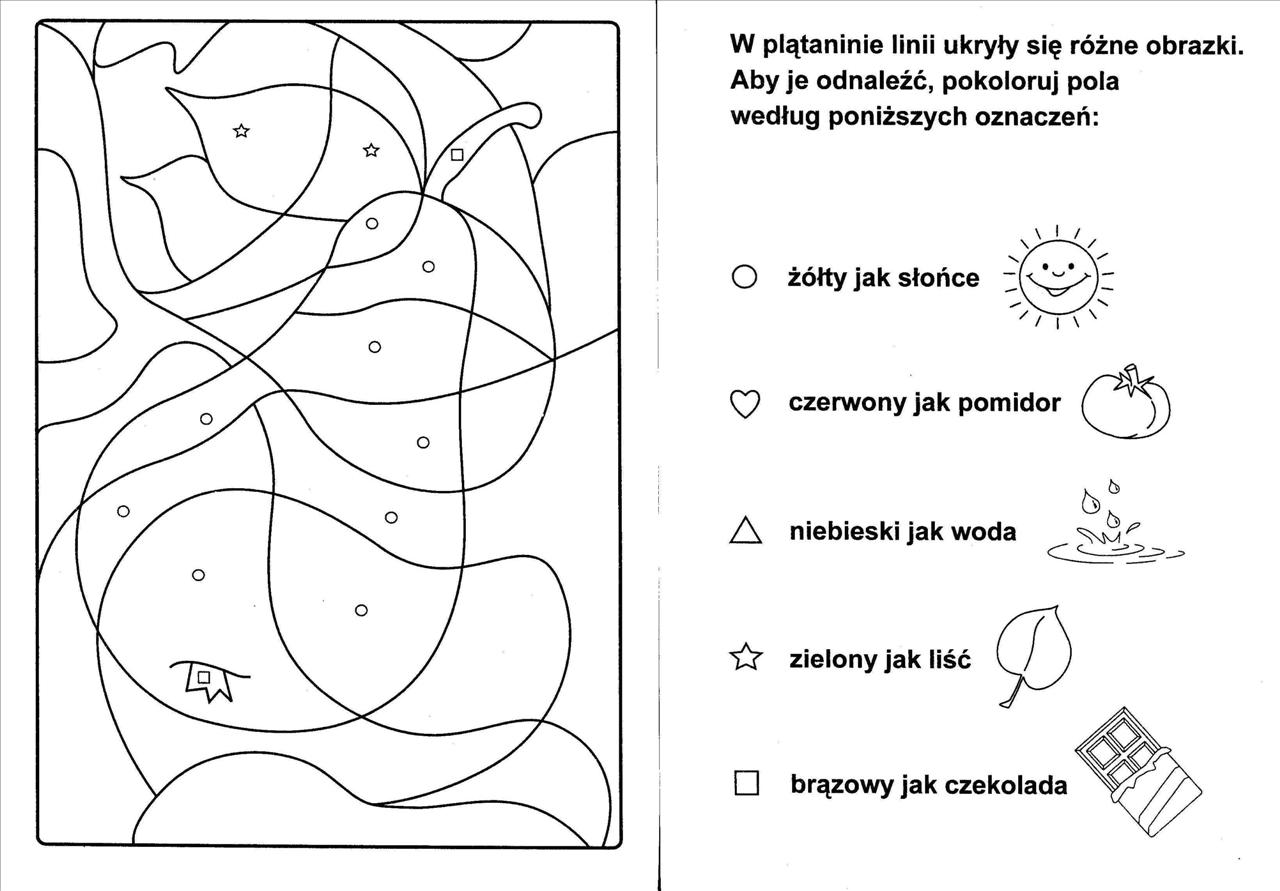 W plątaninie linii ukryły się różne obrazki.
Aby je odnaleźć, pokoloruj pola
według poniższych oznaczeń:
żółty jak słońce
czerwony jak pomidor
niebieski jak woda
zielony jak liść
brązowy jak czekolada